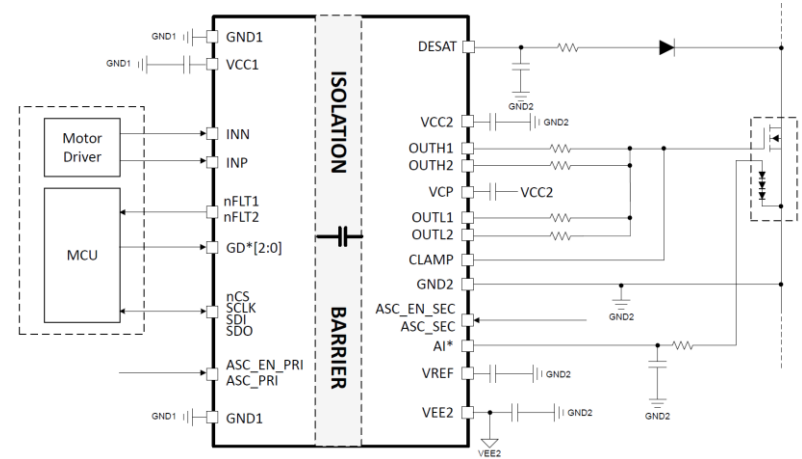 GND1
GND1
GND1
VCC1
Motor
Driver
INN
INP
nFLT1
nFLT2
MCU
GD*[2:0]
nCS
SCLK
SDI
SDO
ASC_EN_PRI
ASC_PRI
GND1
GND1
ISOLATION
BARRIER
DESAT
GND2
VCC2
GND2
OUTH1
OUTH2
VCP
VCC2
OUTL1
OUTL2
CLAMP
GND2
GND2
ASC_EN_SEC
ASC_SEC
AI*
VREF
GND2
GND2
VEE2
GND2
VEE2